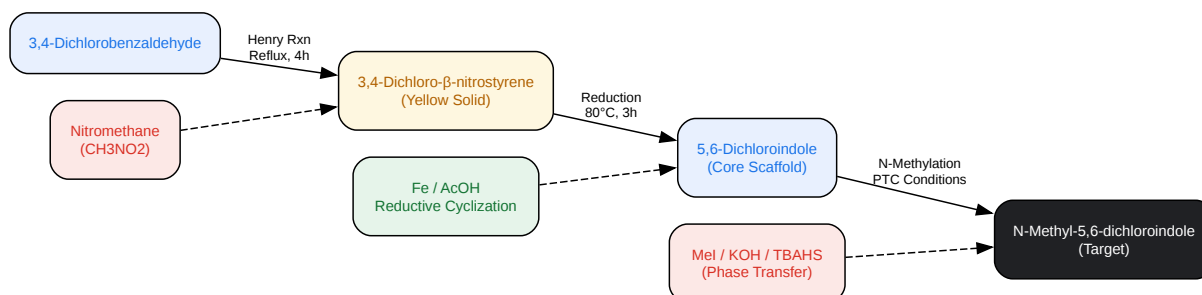 3,4-Dichlorobenzaldehyde
Henry Rxn
Reflux, 4h
Nitromethane
(CH3NO2)
3,4-Dichloro-β-nitrostyrene
(Yellow Solid)
Reduction
80°C, 3h
Fe / AcOH
Reductive Cyclization
5,6-Dichloroindole
(Core Scaffold)
N-Methylation
PTC Conditions
MeI / KOH / TBAHS
(Phase Transfer)
N-Methyl-5,6-dichloroindole
(Target)